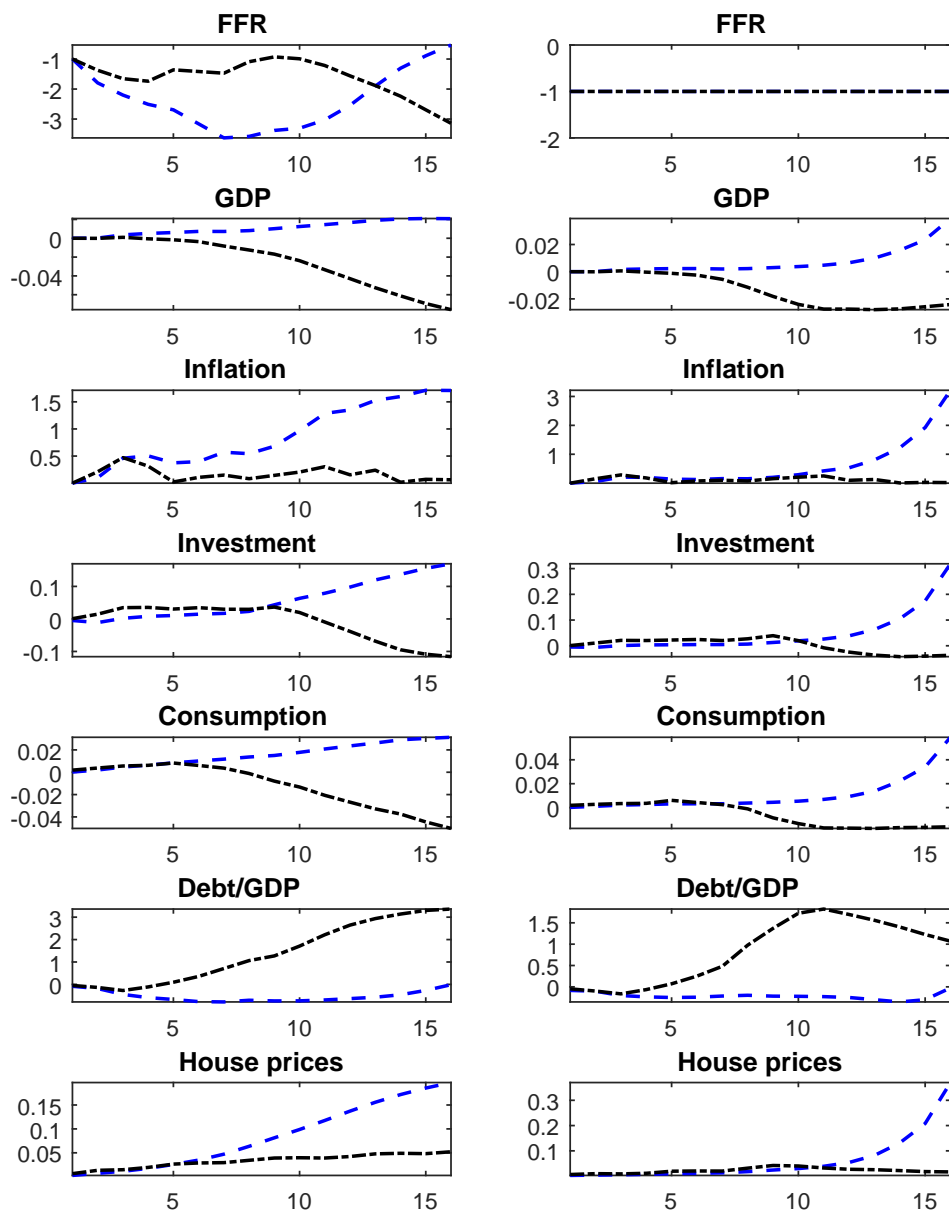 FFR FFR
-1 0
-2 -1
-3 -2
5 10 15 5 10 15
GDP GDP
0 0.02
-0.04 0
-0.02
5 10 15 5 10 15
Inflation Inflation
1.5 3
0.5 2
1
5 10 15 5 10 15
Investment Investment
0.1 0.3
0 0.2
-0.1 0.1
0
5 10 15 5 10 15
Consumption Consumption
0.02 0.04
0 0.02
-0.02 0
-0.04
5 10 15 5 10 15
Debt/GDP Debt/GDP
3 1.5
2 1
1 0.5
0 0
5 10 15 5 10 15
House prices House prices
0.15 0.3
0.1 0.2
0.05 0.1
5 10 15 5 10 15